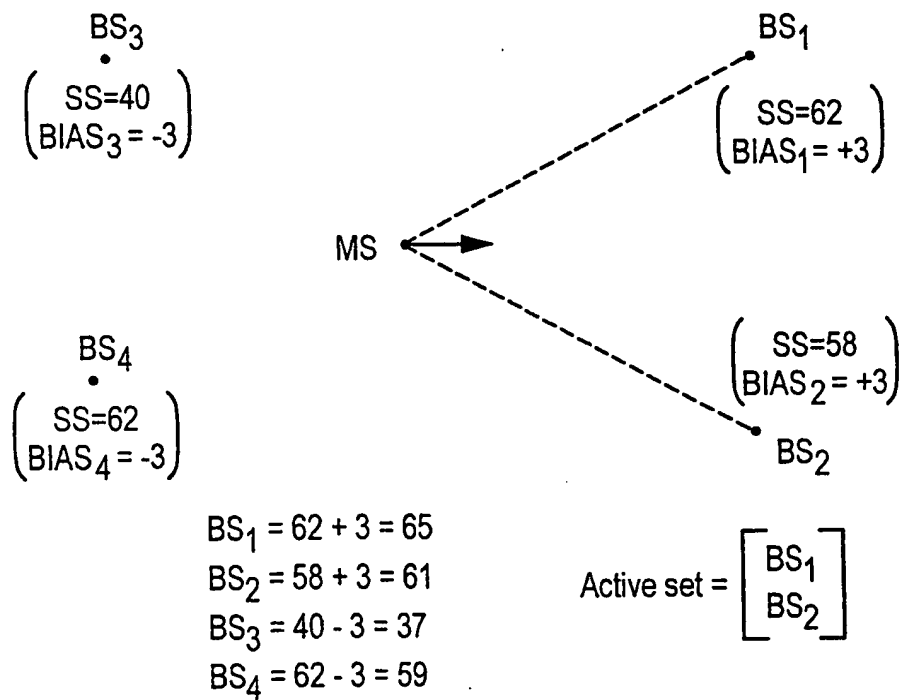 BS3
SS=40
BIAS3 = -3
BS1
SS=62
BIAS1 = +3
MS
BS4
SS=62
BIAS4 = -3
SS=58
BIAS2 = +3
BS2
BS1 = 62 + 3 = 65
BS2 = 58 + 3 = 61
BS3 = 40 - 3 = 37
BS4 = 62 - 3 = 59
Active set =
BS1
BS2